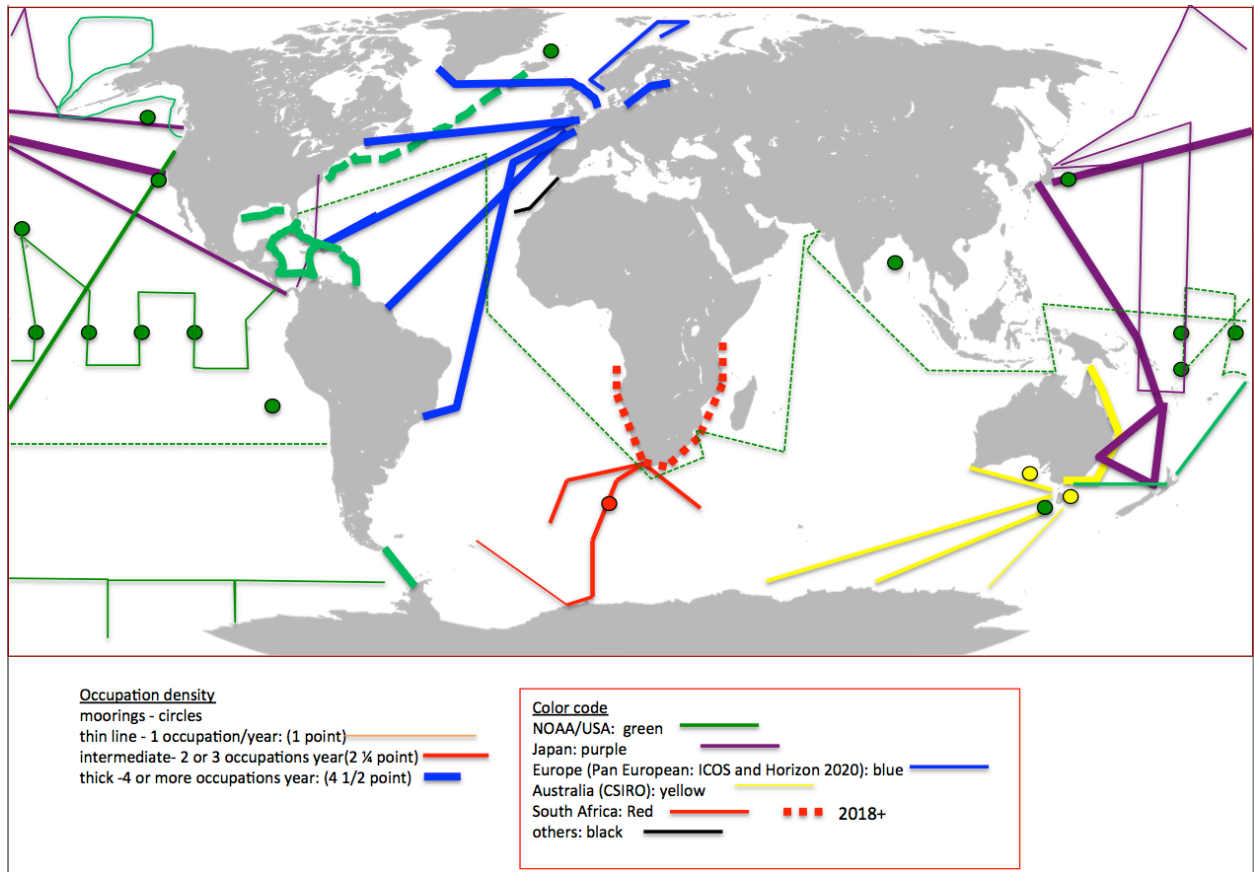 Occupation density
moorings - circles
thin line - 1 occupation/year: (1 point)
intermediate- 2 or 3 occupations year(2 ¼ point)
thick -4 or more occupations year: (4 1/2 point)
Color code
NOAA/USA: green
Japan: purple
Europe (Pan European: ICOS and Horizon 2020): blue
Australia (CSIRO): yellow
South Africa: Red
2018+
others: black